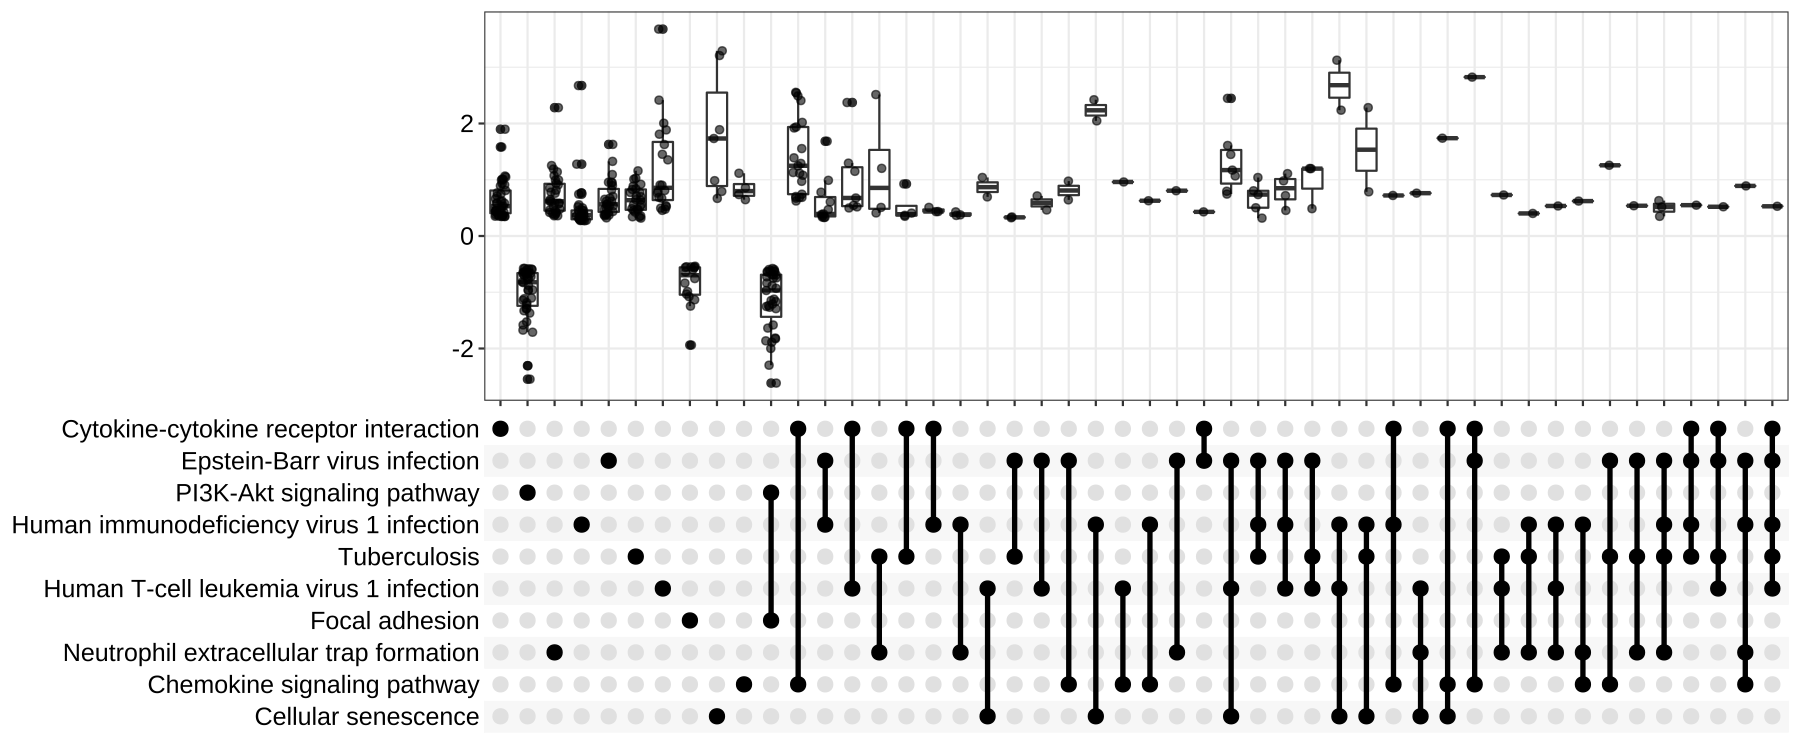 2
0
-2
Cytokine-cytokine receptor interaction
Epstein-Barr virus infection
PI3K-Akt signaling pathway
Human immunodeficiency virus 1 infection
Tuberculosis
Human T-cell leukemia virus 1 infection
Focal adhesion
Neutrophil extracellular trap formation
Chemokine signaling pathway
Cellular senescence